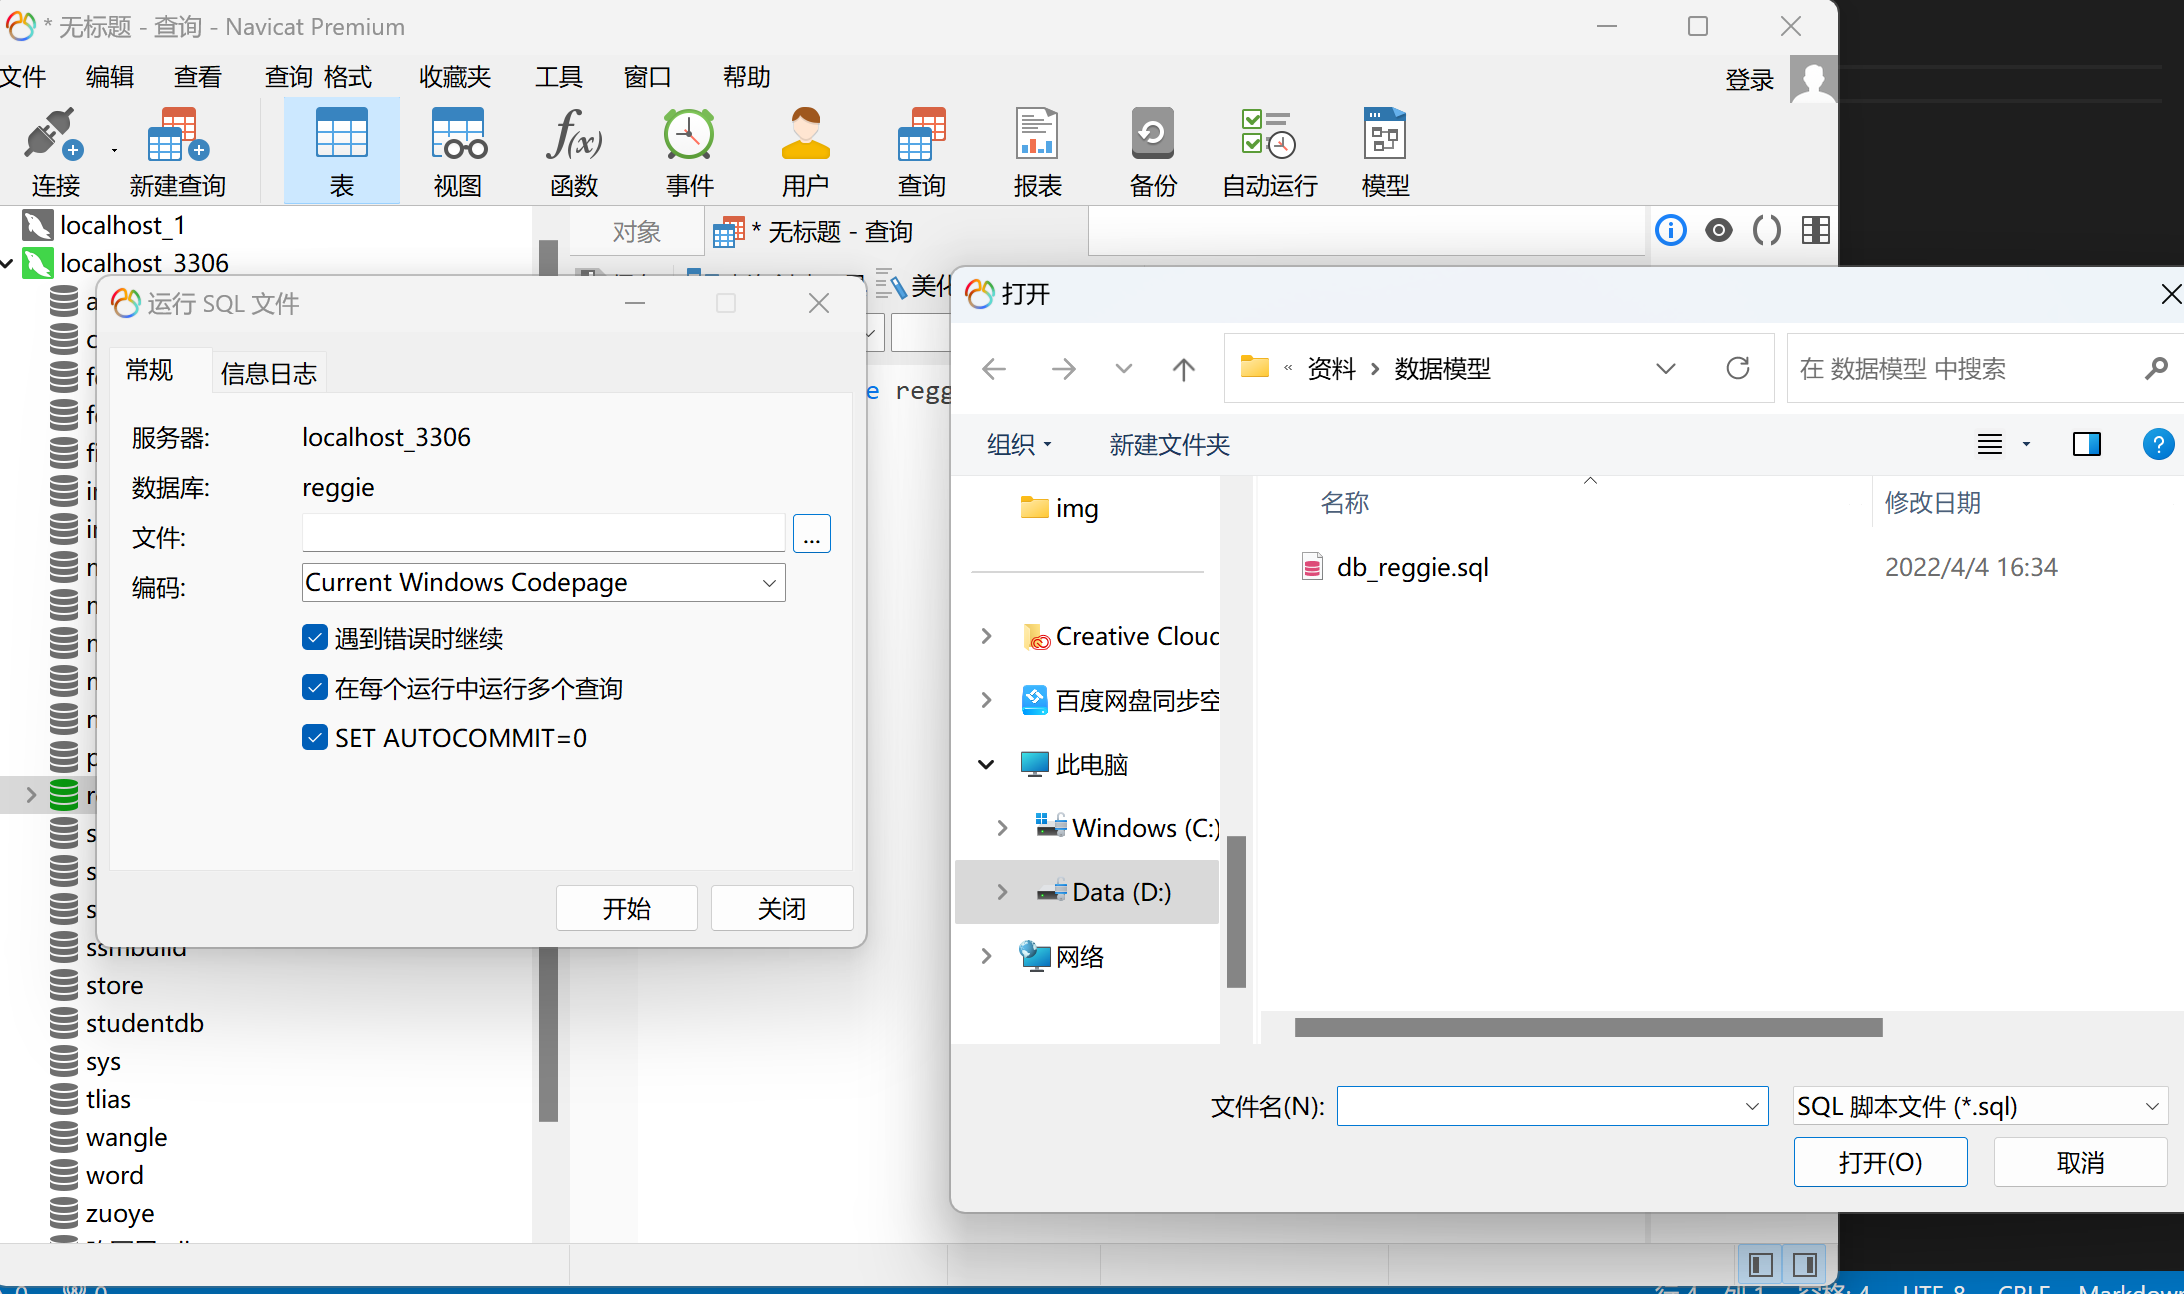 * 无标题 - 查询 - Navicat Premium
文件 编辑 查看 查询 格式 收藏夹 工具 窗口 帮助 登录
连接 新建查询 表 视图 函数 事件 用户 查询 报表 备份 自动运行 模型
localhost_1
localhost_3306
ssmbuild
store
studentdb
sys
tlias
wangle
word
zuoye
对象
* 无标题 - 查询
美化
运行 SQL 文件
常规 信息日志
服务器: localhost_3306
数据库: reggie
文件: ...
编码: Current Windows Codepage
遇到错误时继续
在每个运行中运行多个查询
SET AUTOCOMMIT=0
开始 关闭
打开
« 资料 › 数据模型
在 数据模型 中搜索
组织 新建文件夹
img
Creative Cloud
百度网盘同步空
此电脑
Windows (C:)
Data (D:)
网络
名称 修改日期
db_reggie.sql 2022/4/4 16:34
文件名(N):
SQL 脚本文件 (*.sql)
打开(O) 取消